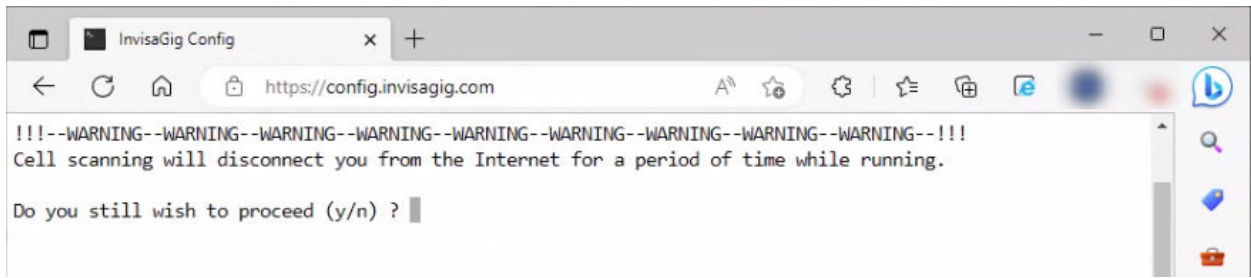 InvisaGig Config
https://config.invisagig.com
!!!--WARNING--WARNING--WARNING--WARNING--WARNING--WARNING--WARNING--WARNING--WARNING--!!!
Cell scanning will disconnect you from the Internet for a period of time while running.
Do you still wish to proceed (y/n) ?